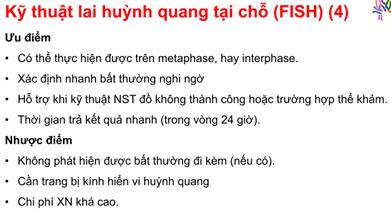 Kỹ thuật lai huỳnh quang tại chỗ (FISH) (4)
Ưu điểm
• Có thể thực hiện được trên metaphase, hay interphase.
• Xác định nhanh bất thường nghi ngờ
• Hỗ trợ khi kỹ thuật NST đồ không thành công hoặc trường hợp thể khảm.
• Thời gian trả kết quả nhanh (trong vòng 24 giờ).
Nhược điểm
• Không phát hiện được bất thường đi kèm (nếu có).
• Cần trang bị kính hiển vi huỳnh quang
• Chi phí XN khá cao.